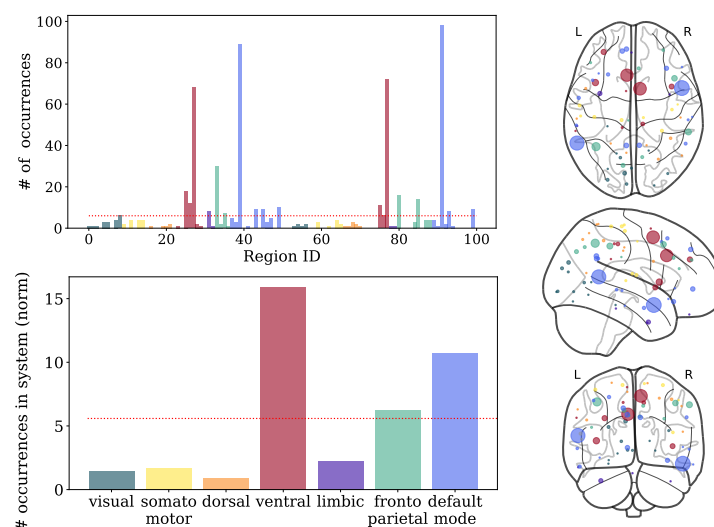 # of  occurrences
100
80
60
40
20
0
0 20 40 60 80 100
Region ID
# occurrences in system (norm)
15
10
5
0
visual somato dorsal ventral limbic fronto default
motor parietal mode
L R
L R